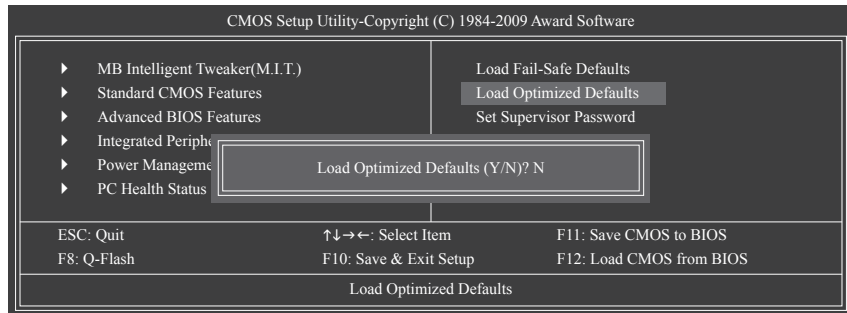 CMOS Setup Utility-Copyright (C) 1984-2009 Award Software
MB Intelligent Tweaker(M.I.T.)
Standard CMOS Features
Advanced BIOS Features
Integrated Periphe
Power Manageme
PC Health Status
Load Fail-Safe Defaults
Load Optimized Defaults
Set Supervisor Password
Load Optimized Defaults (Y/N)? N
ESC: Quit ↑↓→←: Select Item F11: Save CMOS to BIOS
F8: Q-Flash F10: Save & Exit Setup F12: Load CMOS from BIOS
Load Optimized Defaults